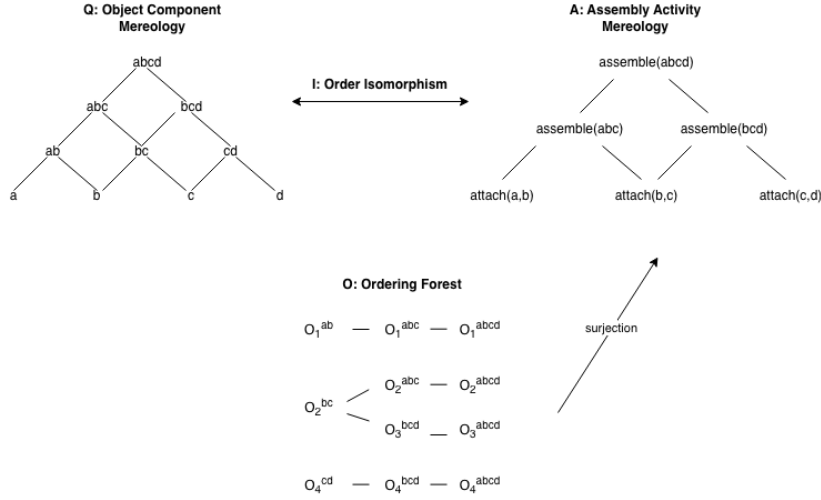 Q: Object Component
Mereology
abcd
abc bcd
ab bc cd
a b c d
I: Order Isomorphism
A: Assembly Activity
Mereology
assemble(abcd)
assemble(abc) assemble(bcd)
attach(a,b) attach(b,c) attach(c,d)
O: Ordering Forest
O₁ᵃᵇ — O₁ᵃᵇᶜ — O₁ᵃᵇᶜᵈ
O₂ᵃᵇᶜ — O₂ᵃᵇᶜᵈ
O₂ᵇᶜ
O₃ᵇᶜᵈ — O₃ᵃᵇᶜᵈ
O₄ᶜᵈ — O₄ᵇᶜᵈ — O₄ᵃᵇᶜᵈ
surjection